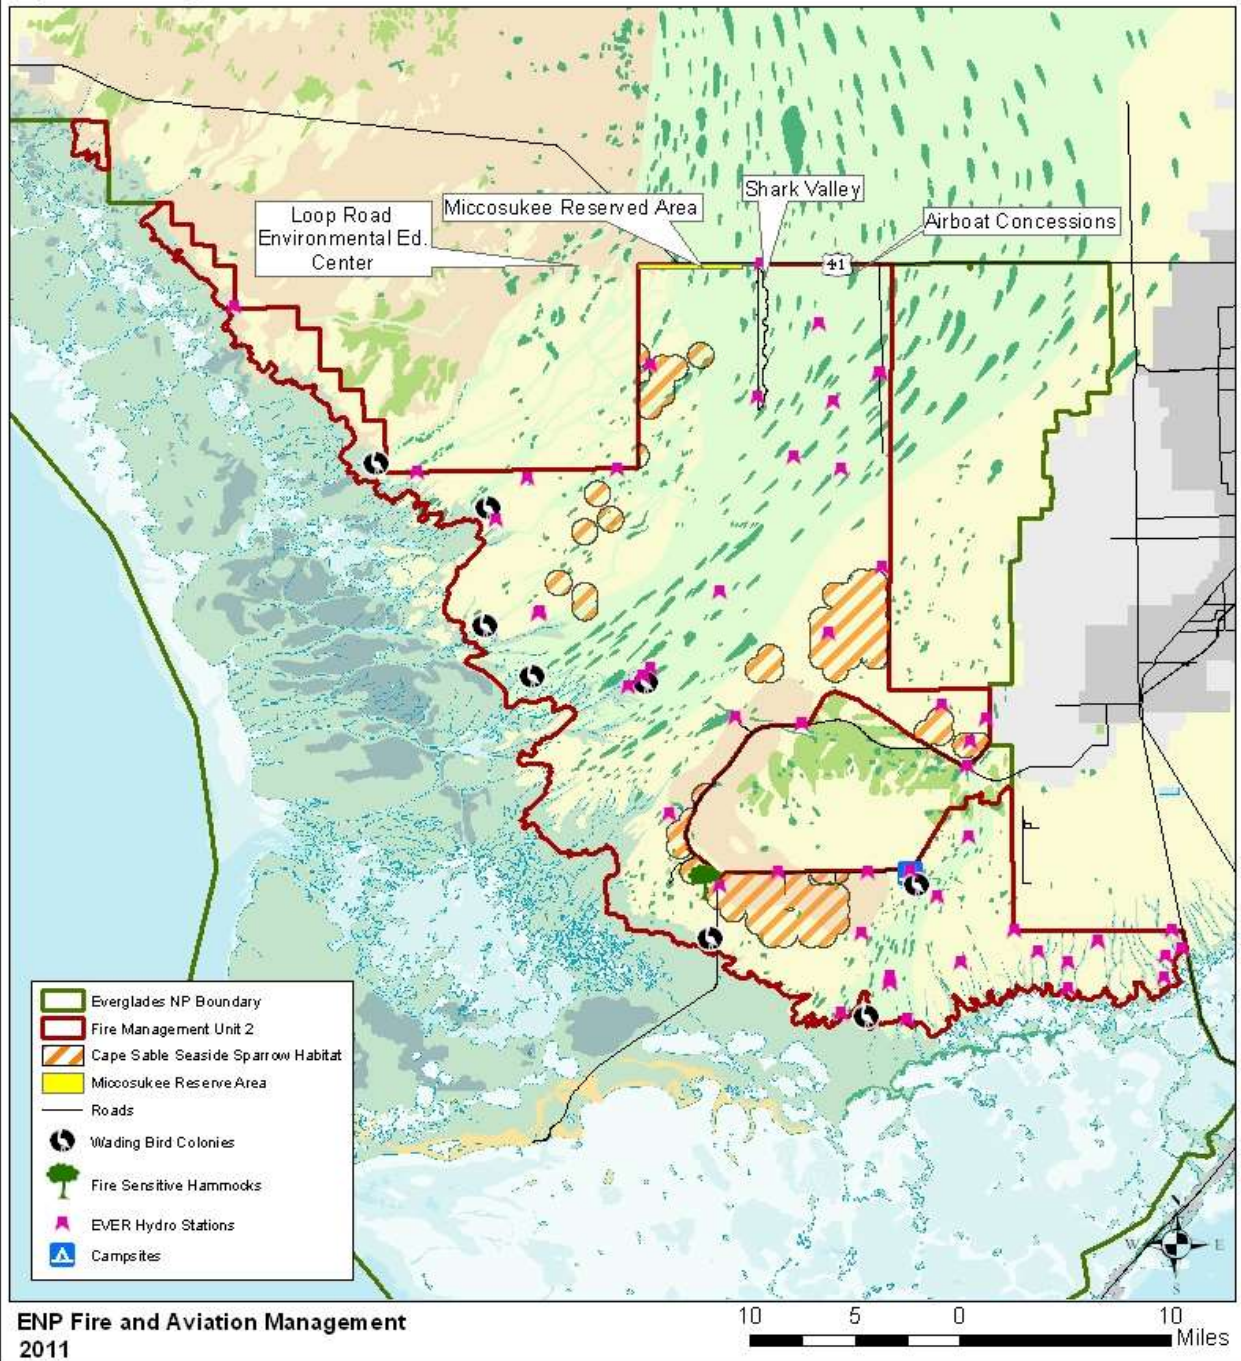 Loop Road
Environmental Ed.
Center
Miccosukee Reserved Area
Shark Valley
Airboat Concessions
41
Everglades NP Boundary
Fire Management Unit 2
Cape Sable Seaside Sparrow Habitat
Miccosukee Reserve Area
Roads
Wading Bird Colonies
Fire Sensitive Hammocks
EVER Hydro Stations
Campsites
W E
S
ENP Fire and Aviation Management
2011
10 5 0 10
Miles